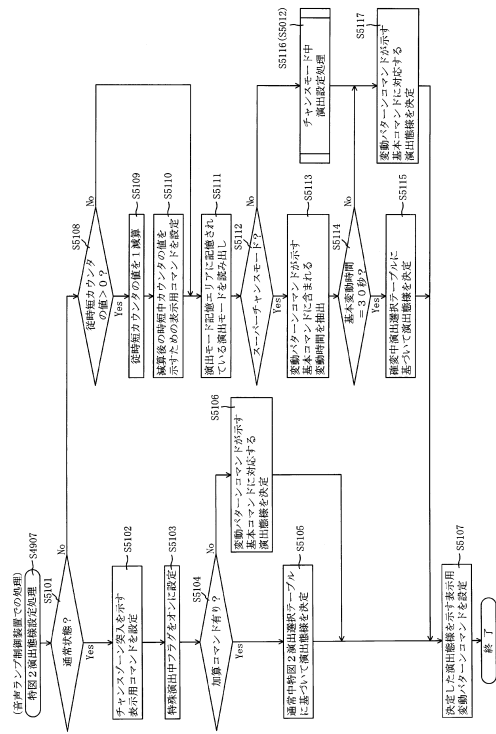 (音声ランプ制御装置での処理)
特図2演出態様設定処理
S4907
S5101
通常状態?
No
Yes
S5102
チャンスゾーン突入を示す
表示用コマンドを設定
S5103
特殊演出中フラグをオンに設定
S5104
加算コマンド有り?
No
Yes
S5105
通常中特図2演出選択テーブル
に基づいて演出態様を決定
S5106
変動パターンコマンドが示す
基本コマンドに対応する
演出態様を決定
S5107
決定した演出態様を示す表示用
変動パターンコマンドを設定
終了
S5108
従時短カウンタ
の値>0?
No
Yes
S5109
従時短カウンタの値を1減算
S5110
減算後の時短中カウンタの値を
示すための表示用コマンドを設定
S5111
演出モード記憶エリアに記憶され
ている演出モードを読み出し
S5112
スーパーチャンスモード?
No
Yes
S5113
変動パターンコマンドが示す
基本コマンドに含まれる
変動時間を抽出
S5114
基本変動時間
=30秒?
No
Yes
S5115
確変中演出選択テーブルに
基づいて演出態様を決定
S5116(S5012)
チャンスモード中
演出設定処理
S5117
変動パターンコマンドが示す
基本コマンドに対応する
演出態様を決定